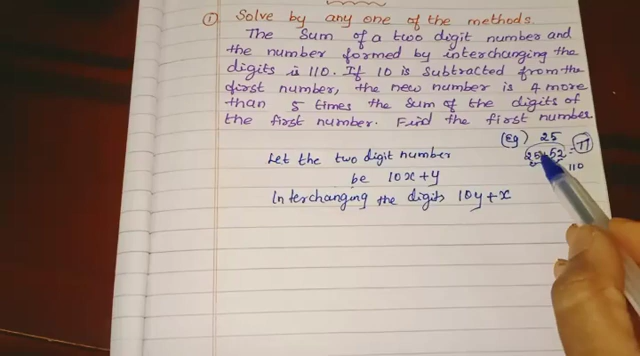 ① Solve by any one of the methods.
The Sum of a two digit number and
the number formed by interchanging the
digits is 110. If 10 is subtracted from the
first number, the new number is 4 more
than 5 times the sum of the digits of
the first number. Find the first number
(Eg) 25
25+52 = 77
110
Let the two digit number
be 10x+y
Interchanging the digits 10y+x